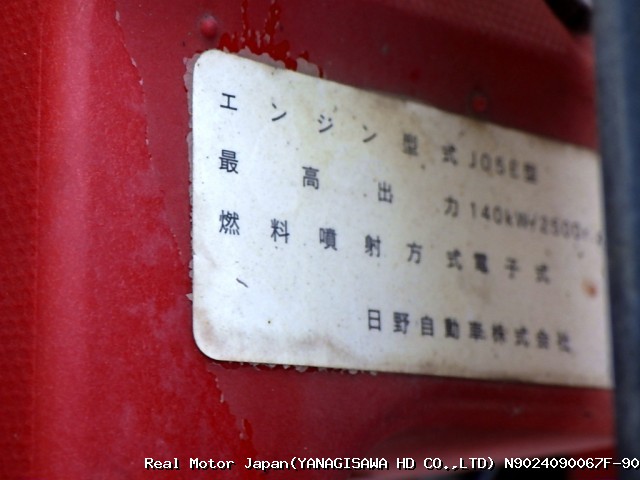 エンジン型式 J05E型
最高出力 140kW/2500
燃料噴射方式電子式
日野自動車株式会社
Real Motor Japan(YANAGISAWA HD CO.,LTD) N9024090067F-90